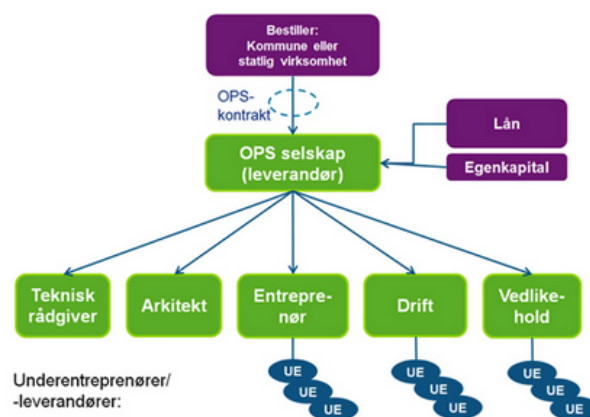 Bestiller:
Kommune eller
statlig virksomhet
OPS-
kontrakt
OPS selskap
(leverandør)
Lån
Egenkapital
Teknisk
rådgiver
Arkitekt
Entrepre-
nør
Drift
Vedlike-
hold
Underentreprenører/
-leverandører:
UE
UE
UE
UE
UE
UE
UE
UE
UE